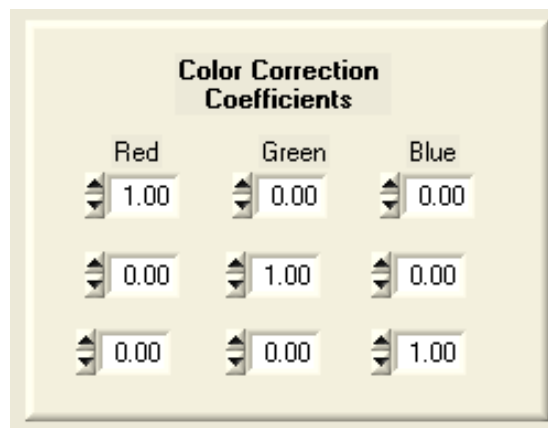 Color Correction
Coefficients
Red Green Blue
1.00 0.00 0.00
0.00 1.00 0.00
0.00 0.00 1.00